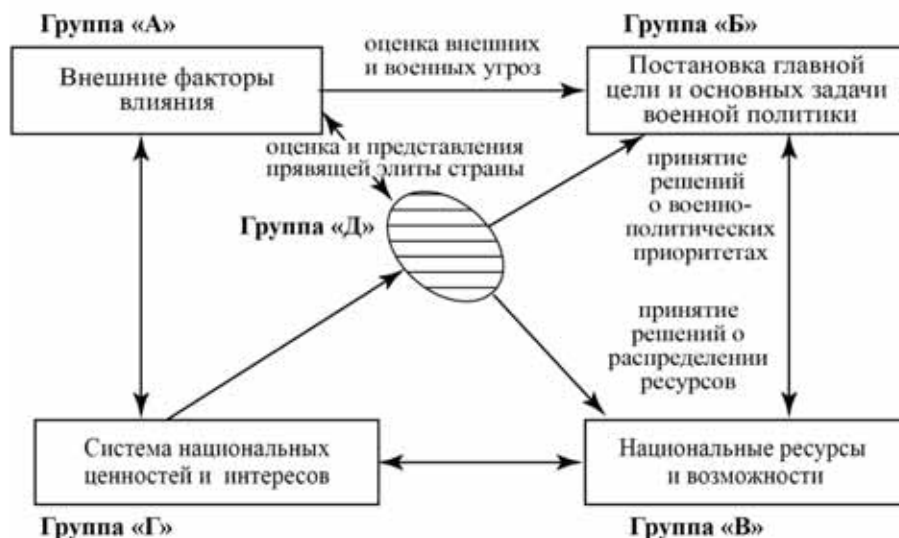 Группа «А»
Группа «Б»
Внешние факторы
влияния
оценка внешних
и военных угроз
Постановка главной
цели и основных задачи
военной политики
оценка и представления
прявящей элиты страны
Группа «Д»
принятие
решений
о военно-
политических
приоритетах
принятие
решений о
распределении
ресурсов
Система национальных
ценностей и интересов
Национальные ресурсы
и возможности
Группа «Г»
Группа «В»